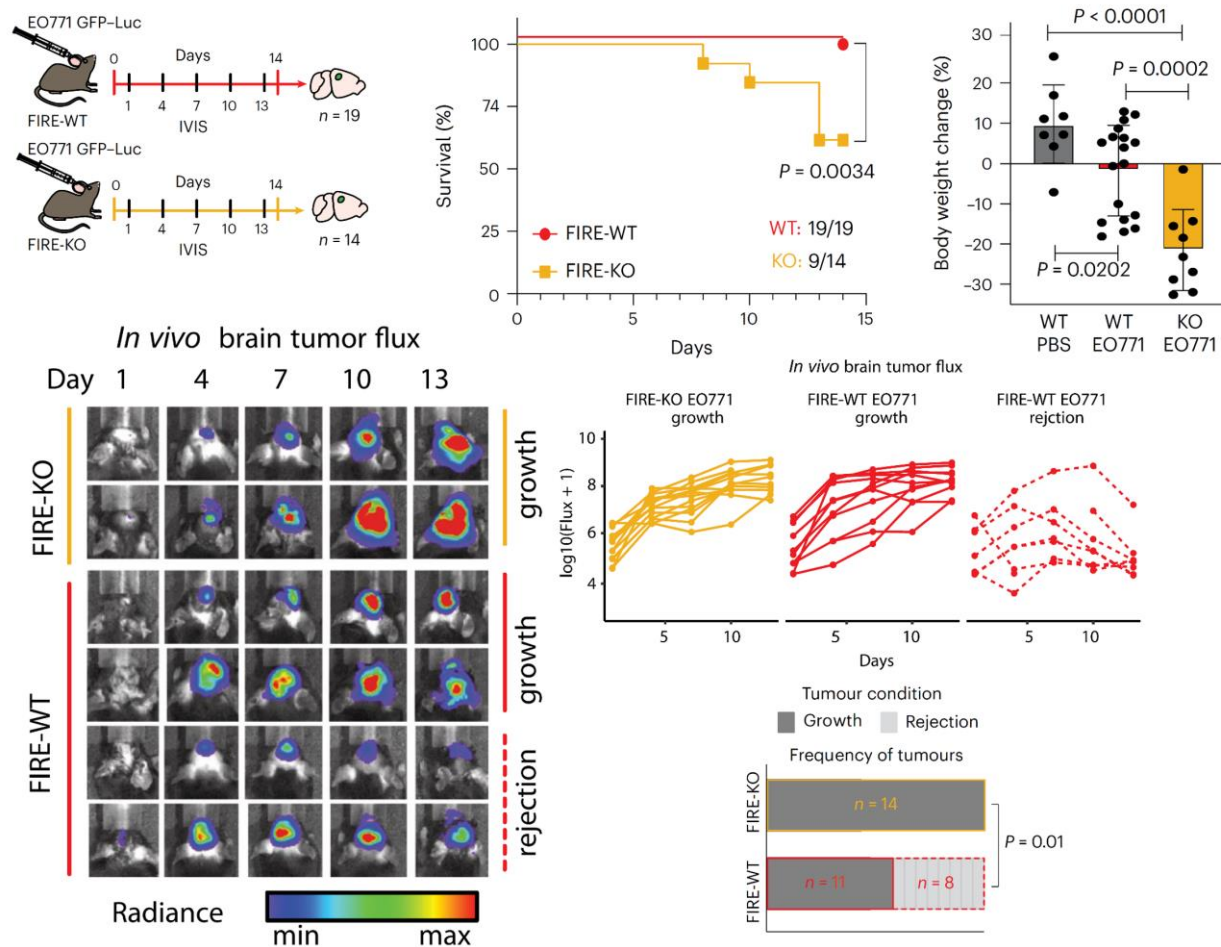 EO771 GFP–Luc
0 Days 14
1 4 7 10 13
FIRE-WT
IVIS
n = 19
EO771 GFP–Luc
0 Days 14
1 4 7 10 13
FIRE-KO
IVIS
n = 14
Survival (%)
100
74
50
25
0
0 5 10 15
Days
P = 0.0034
FIRE-WT
FIRE-KO
WT: 19/19
KO: 9/14
Body weight change (%)
30
20
10
0
−10
−20
−30
P < 0.0001
P = 0.0002
P = 0.0202
WT PBS
WT EO771
KO EO771
In vivo brain tumor flux
Day 1 4 7 10 13
FIRE-KO
growth
FIRE-WT
growth
rejection
Radiance
min max
In vivo brain tumor flux
FIRE-KO EO771
growth
FIRE-WT EO771
growth
FIRE-WT EO771
rejction
log10(Flux + 1)
10
8
6
4
5 10
5 10
5 10
Days
Tumour condition
Growth Rejection
Frequency of tumours
FIRE-KO
n = 14
FIRE-WT
n = 11
n = 8
P = 0.01